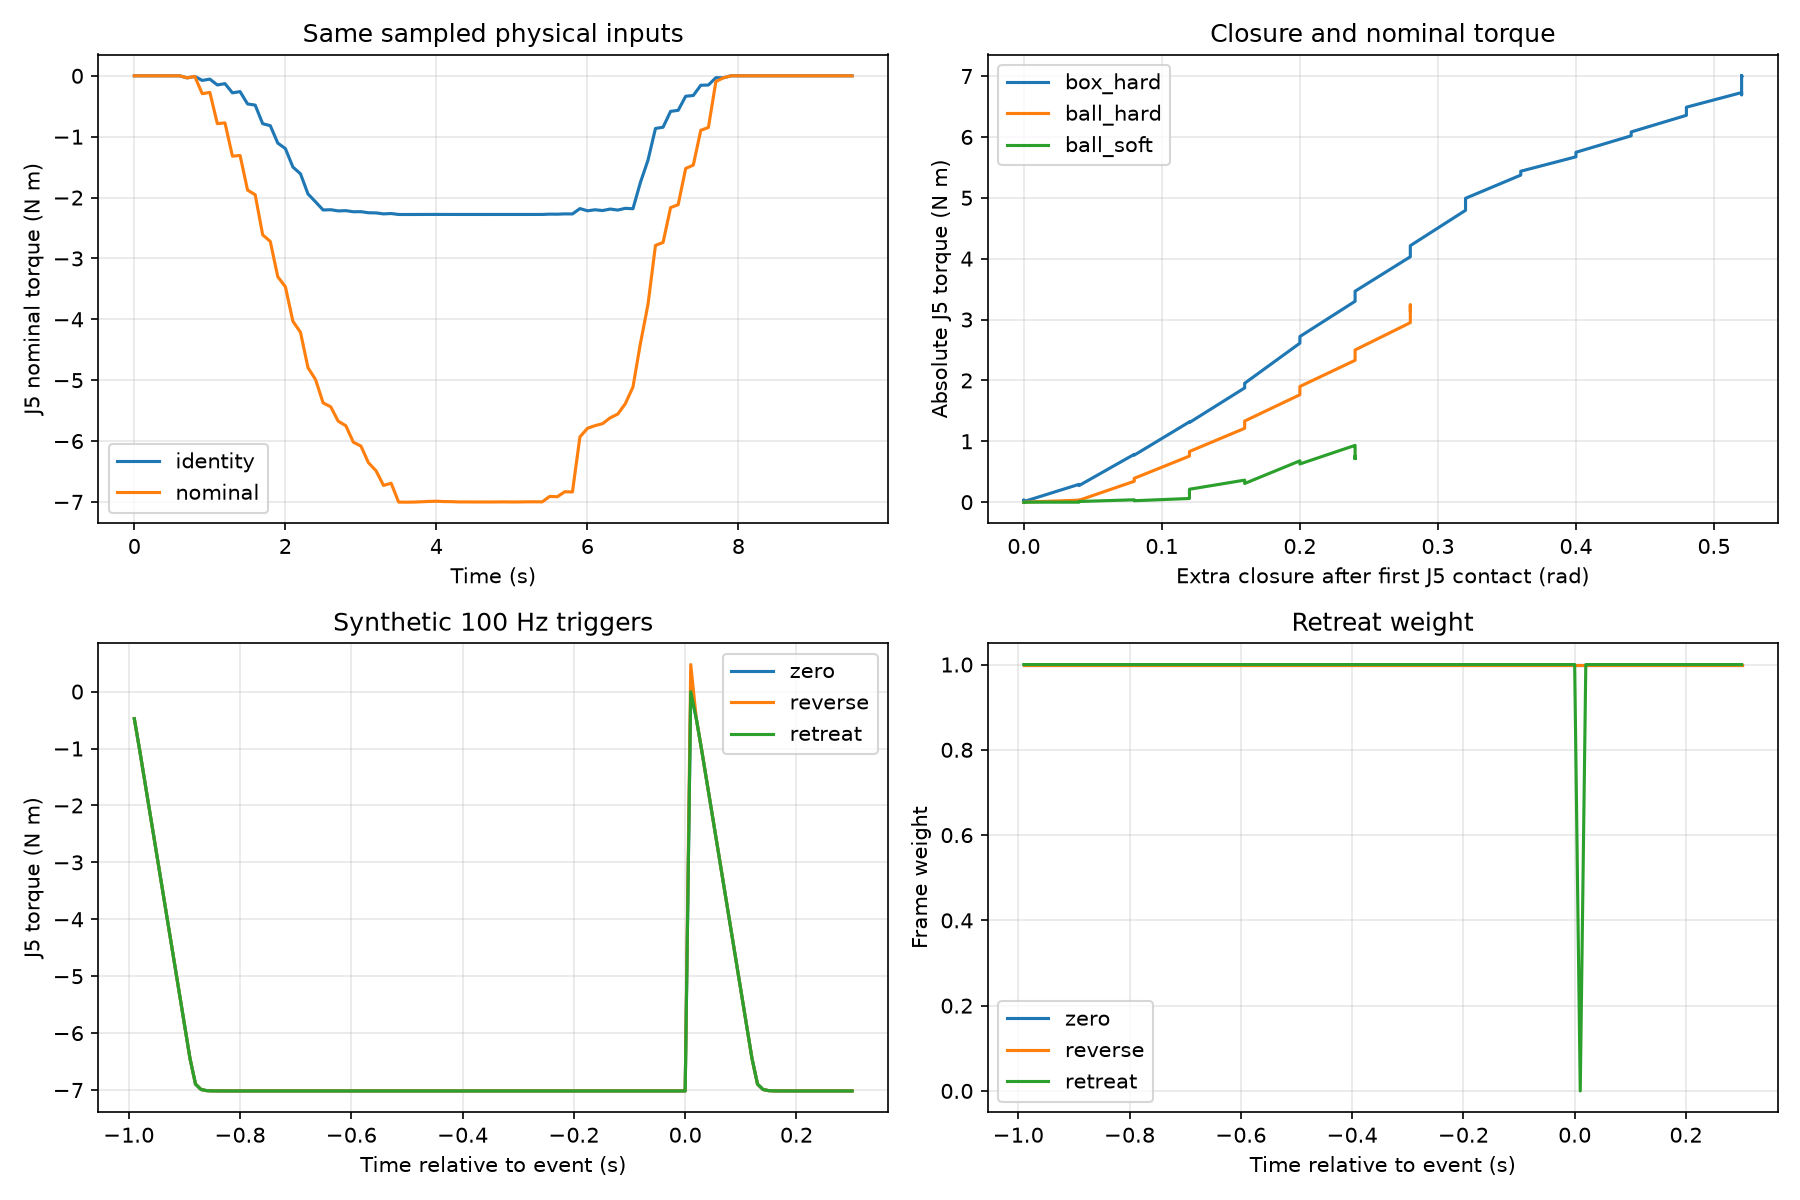 Same sampled physical inputs
J5 nominal torque (N m)
0
−1
−2
−3
−4
−5
−6
−7
identity
nominal
0 2 4 6 8
Time (s)
Closure and nominal torque
Absolute J5 torque (N m)
7
6
5
4
3
2
1
0
box_hard
ball_hard
ball_soft
0.0 0.1 0.2 0.3 0.4 0.5
Extra closure after first J5 contact (rad)
Synthetic 100 Hz triggers
J5 torque (N m)
0
−1
−2
−3
−4
−5
−6
−7
zero
reverse
retreat
−1.0 −0.8 −0.6 −0.4 −0.2 0.0 0.2
Time relative to event (s)
Retreat weight
Frame weight
1.0
0.8
0.6
0.4
0.2
0.0
zero
reverse
retreat
−1.0 −0.8 −0.6 −0.4 −0.2 0.0 0.2
Time relative to event (s)